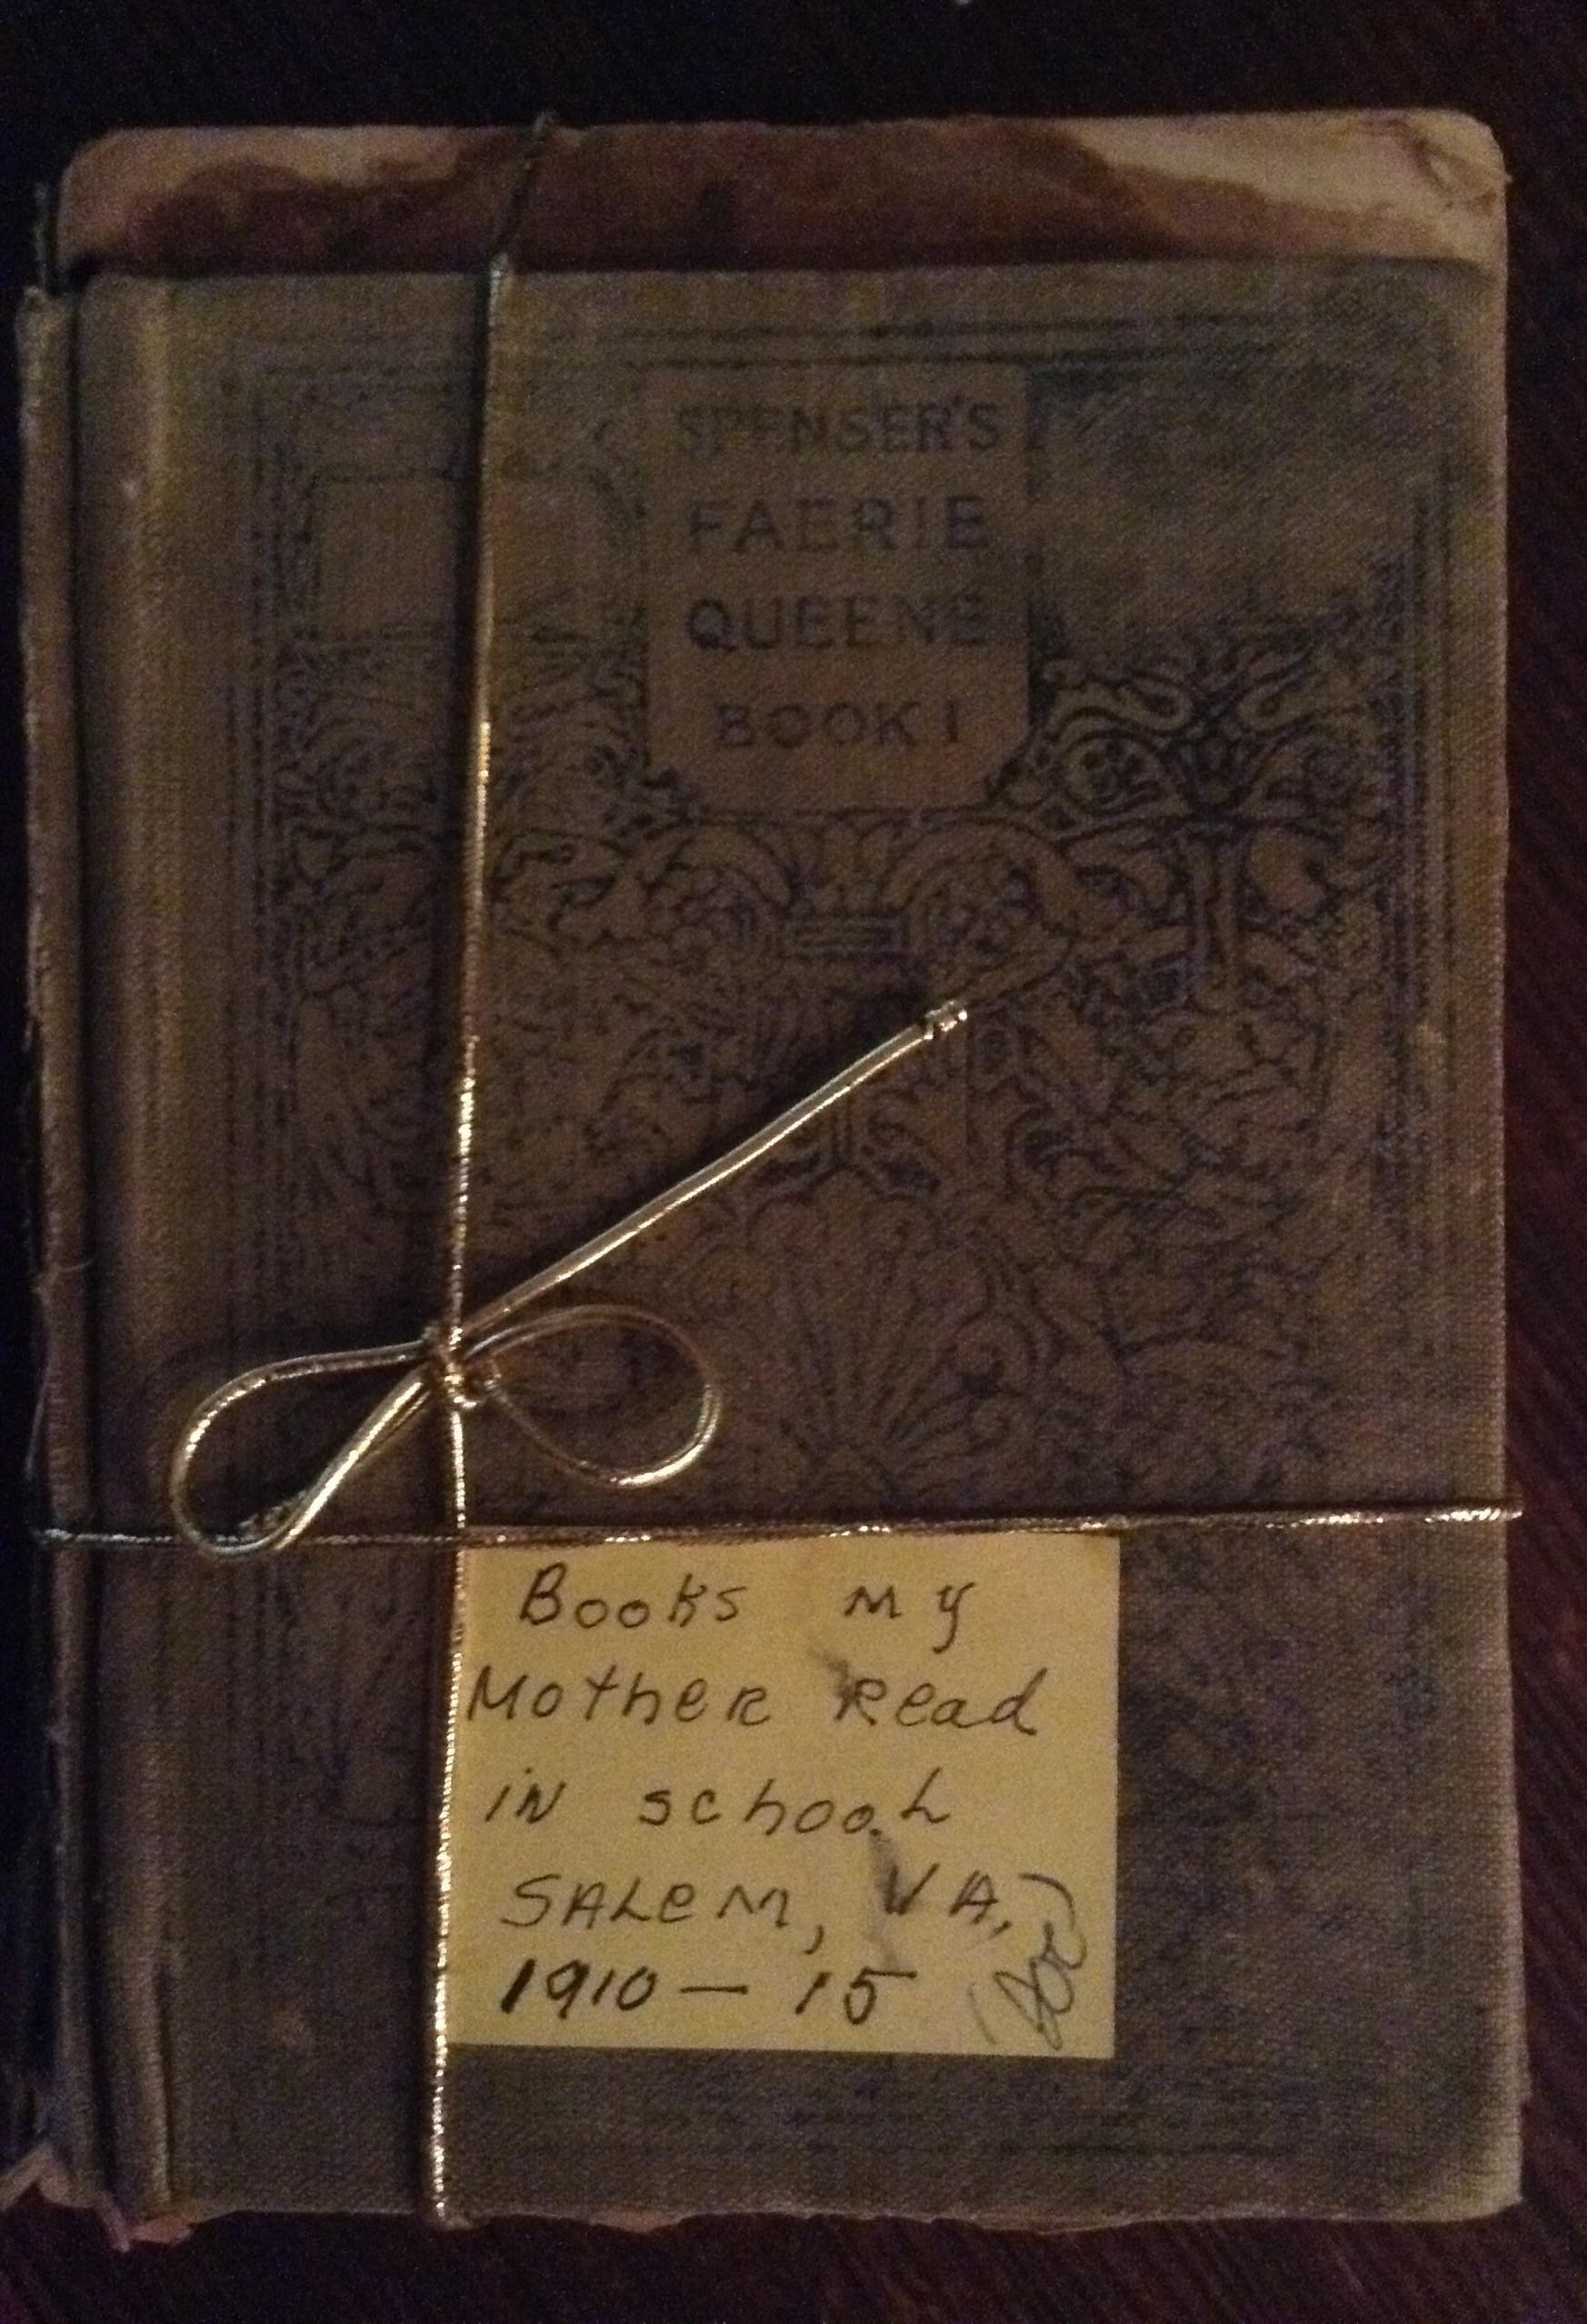 SPENSER'S
FAERIE
QUEENE
BOOK I
Books my
Mother Read
in school
SALEM, VA.
1910 — 15